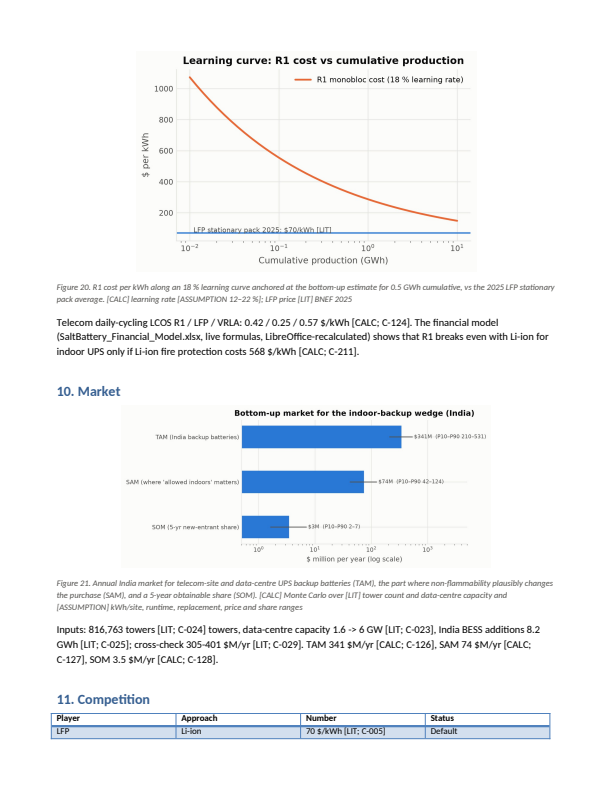 Learning curve: R1 cost vs cumulative production
R1 monobloc cost (18 % learning rate)
1000
800
600
400
200
$ per kWh
LFP stationary pack 2025: $70/kWh [LIT]
10⁻² 10⁻¹ 10⁰ 10¹
Cumulative production (GWh)
Figure 20. R1 cost per kWh along an 18 % learning curve anchored at the bottom-up estimate for 0.5 GWh cumulative, vs the 2025 LFP stationary
pack average. [CALC] learning rate [ASSUMPTION 12–22 %]; LFP price [LIT] BNEF 2025
Telecom daily-cycling LCOS R1 / LFP / VRLA: 0.42 / 0.25 / 0.57 $/kWh [CALC; C-124]. The financial model
(SaltBattery_Financial_Model.xlsx, live formulas, LibreOffice-recalculated) shows that R1 breaks even with Li-ion for
indoor UPS only if Li-ion fire protection costs 568 $/kWh [CALC; C-211].
10. Market
Bottom-up market for the indoor-backup wedge (India)
TAM (India backup batteries) $341M (P10–P90 210–531)
SAM (where 'allowed indoors' matters) $74M (P10–P90 42–124)
SOM (5-yr new-entrant share) $3M (P10–P90 2–7)
10⁰ 10¹ 10² 10³
$ million per year (log scale)
Figure 21. Annual India market for telecom-site and data-centre UPS backup batteries (TAM), the part where non-flammability plausibly changes
the purchase (SAM), and a 5-year obtainable share (SOM). [CALC] Monte Carlo over [LIT] tower count and data-centre capacity and
[ASSUMPTION] kWh/site, runtime, replacement, price and share ranges
Inputs: 816,763 towers [LIT; C-024] towers, data-centre capacity 1.6 -> 6 GW [LIT; C-023], India BESS additions 8.2
GWh [LIT; C-025]; cross-check 305-401 $M/yr [LIT; C-029]. TAM 341 $M/yr [CALC; C-126], SAM 74 $M/yr [CALC;
C-127], SOM 3.5 $M/yr [CALC; C-128].
11. Competition
Player Approach Number Status
LFP Li-ion 70 $/kWh [LIT; C-005] Default